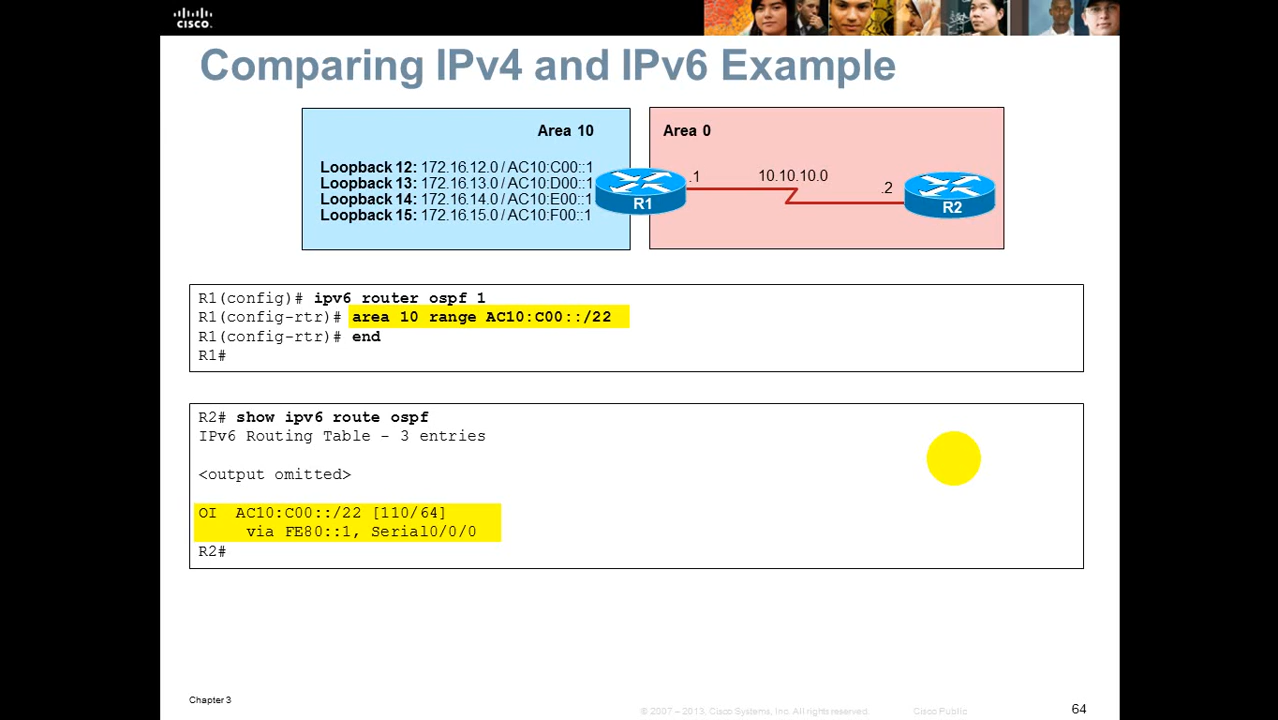 CISCO
Comparing IPv4 and IPv6 Example
Area 10
Area 0
Loopback 12: 172.16.12.0 / AC10:C00::1
Loopback 13: 172.16.13.0 / AC10:D00::1
Loopback 14: 172.16.14.0 / AC10:E00::1
Loopback 15: 172.16.15.0 / AC10:F00::1
R1
.1
10.10.10.0
.2
R2
R1(config)# ipv6 router ospf 1
R1(config-rtr)# area 10 range AC10:C00::/22
R1(config-rtr)# end
R1#
R2# show ipv6 route ospf
IPv6 Routing Table - 3 entries
<output omitted>
OI AC10:C00::/22 [110/64]
via FE80::1, Serial0/0/0
R2#
Chapter 3
© 2007 – 2013, Cisco Systems, Inc. All rights reserved.
Cisco Public
64